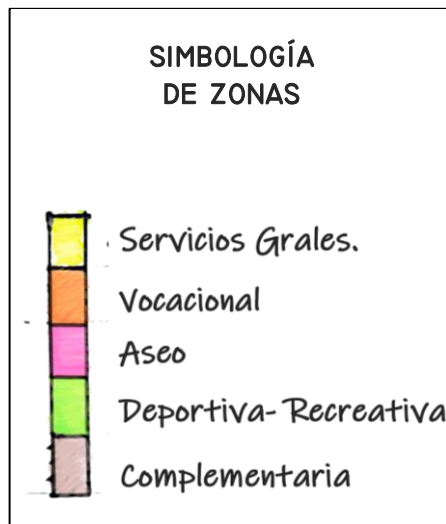 SIMBOLOGÍA
DE ZONAS
Servicios Grales.
Vocacional
Aseo
Deportiva-Recreativa
Complementaria